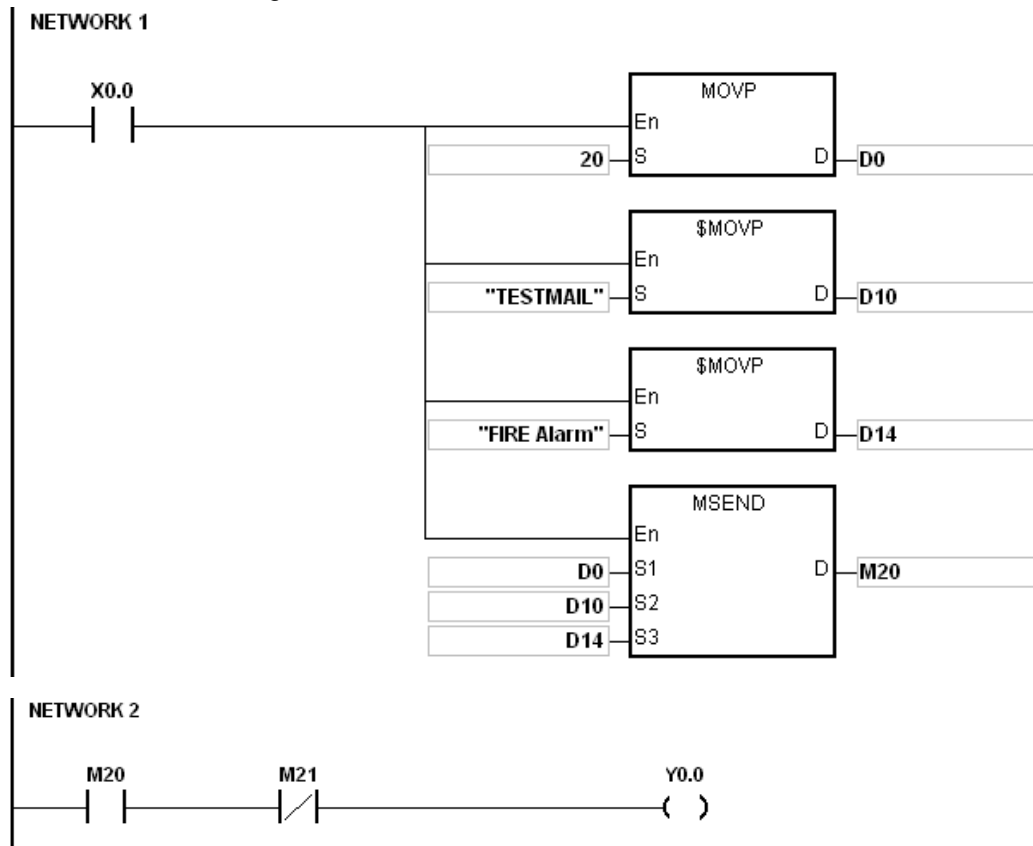 NETWORK 1
X0.0
MOVP
En
20 S D D0
$MOVP
En
"TESTMAIL" S D D10
$MOVP
En
"FIRE Alarm" S D D14
MSEND
En
D0 S1 D M20
D10 S2
D14 S3
NETWORK 2
M20 M21 Y0.0